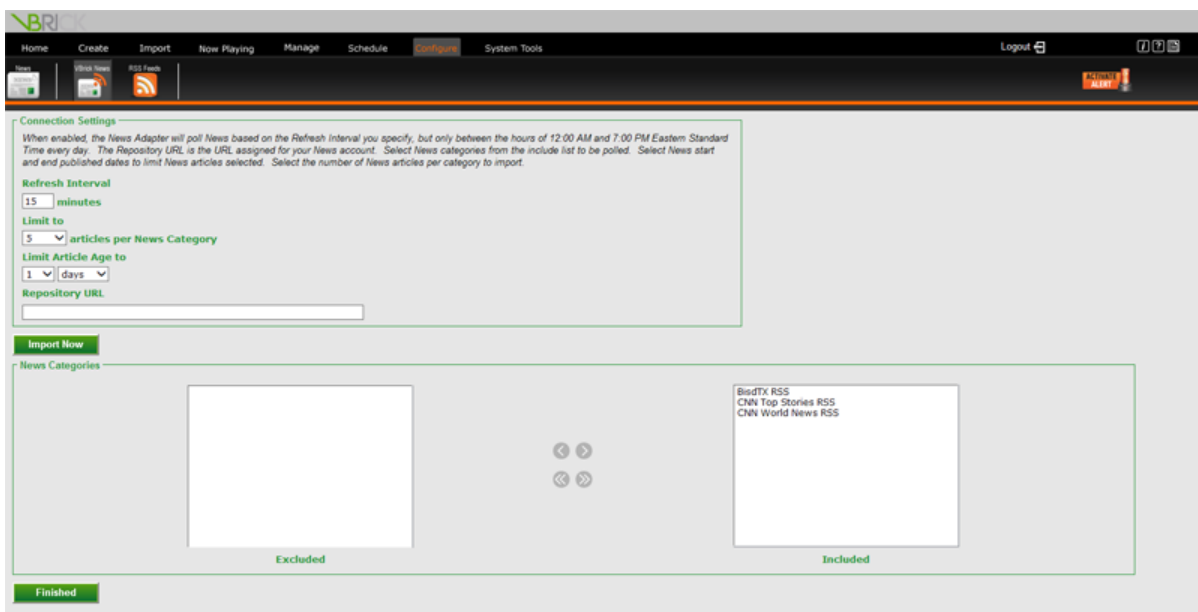 VBRICK
Home Create Import Now Playing Manage Schedule Configure System Tools Logout
News VBrick News RSS Feeds
ACTIVATE
ALERT
Connection Settings
When enabled, the News Adapter will poll News based on the Refresh Interval you specify, but only between the hours of 12:00 AM and 7:00 PM Eastern Standard
Time every day. The Repository URL is the URL assigned for your News account. Select News categories from the include list to be polled. Select News start
and end published dates to limit News articles selected. Select the number of News articles per category to import.
Refresh Interval
15 minutes
Limit to
5 articles per News Category
Limit Article Age to
1 days
Repository URL
Import Now
News Categories
BisdTX RSS
CNN Top Stories RSS
CNN World News RSS
Excluded Included
Finished